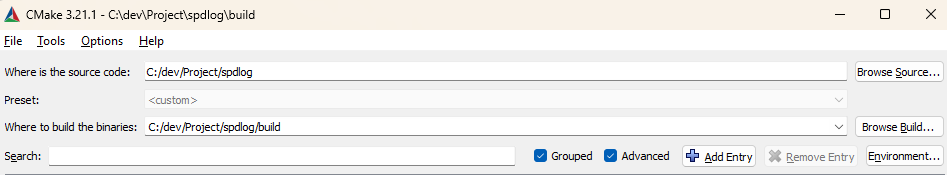 CMake 3.21.1 - C:\dev\Project\spdlog\build
File Tools Options Help
Where is the source code: C:/dev/Project/spdlog Browse Source...
Preset: <custom>
Where to build the binaries: C:/dev/Project/spdlog/build Browse Build...
Search: Grouped Advanced Add Entry Remove Entry Environment...